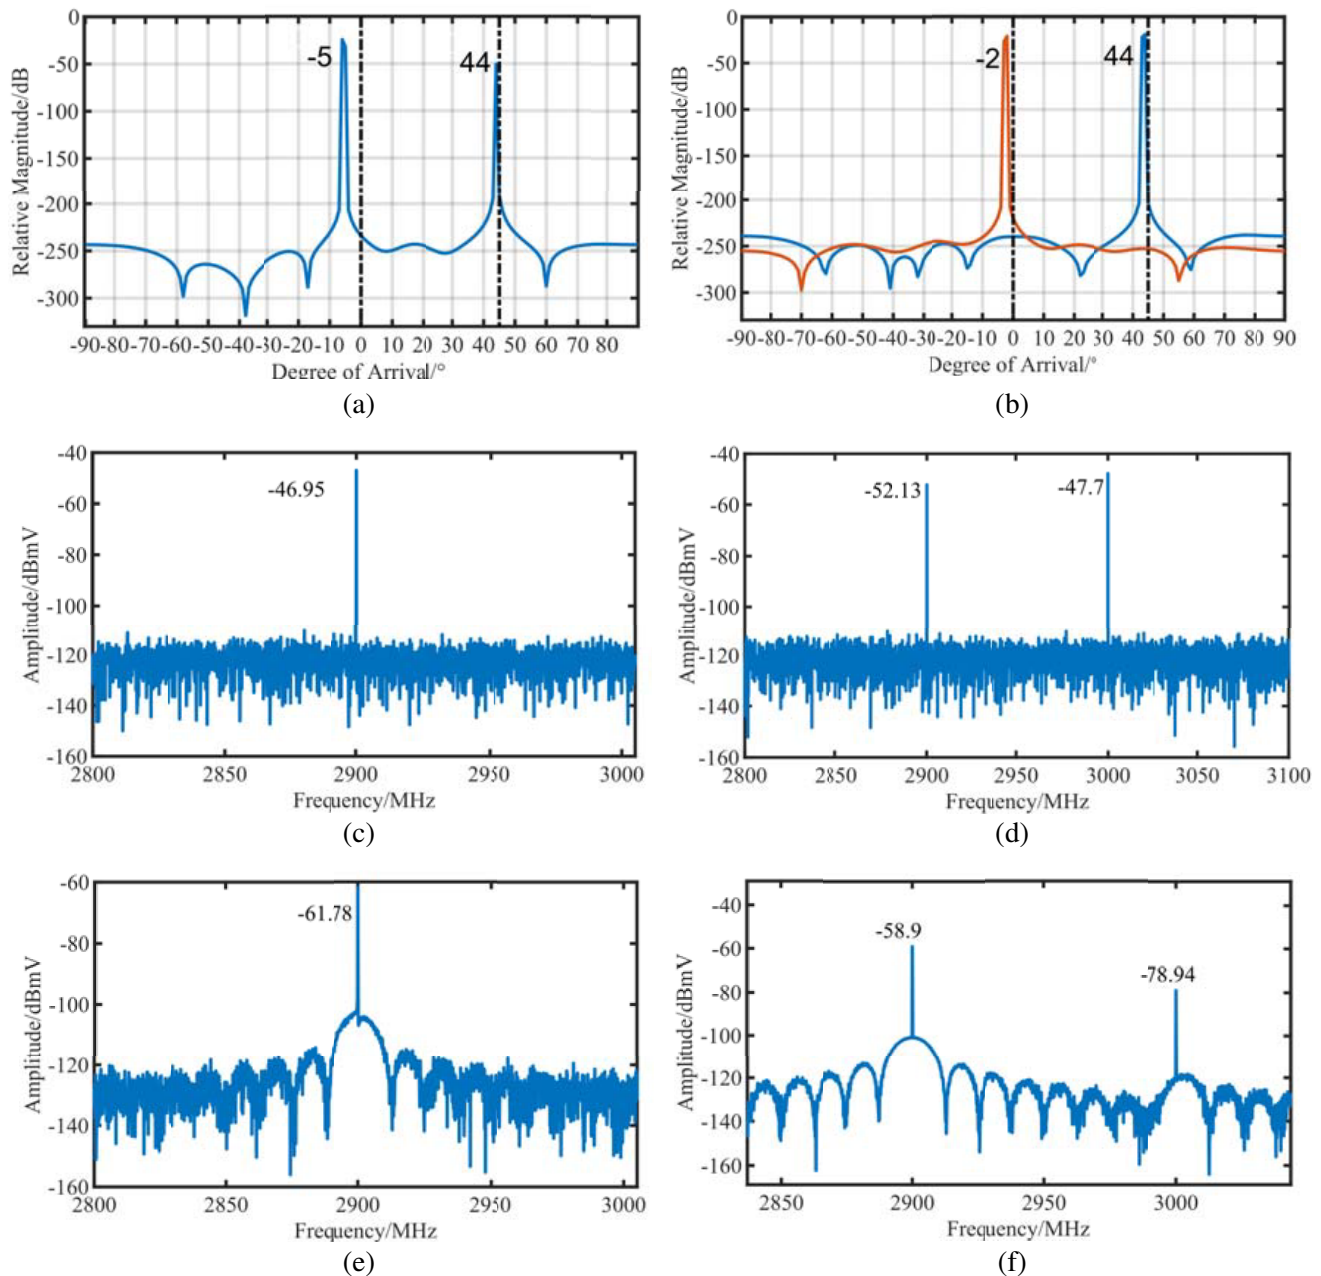 0
-50
-100
-150
-200
-250
-300
Relative Magnitude/dB
-5
44
-90-80 -70-60-50-40-30-20-10 0 10 20 30 40 50 60 70 80
Degree of Arrival/°
(a)
0
-50
-100
-150
-200
-250
-300
Relative Magnitude/dB
-2
44
-90-80-70-60-50-40-30-20-10 0 10 20 30 40 50 60 70 80 90
Degree of Arrival/°
(b)
-40
-60
-80
-100
-120
-140
-160
Amplitude/dBmV
-46.95
2800 2850 2900 2950 3000
Frequency/MHz
(c)
-40
-60
-80
-100
-120
-140
-160
Amplitude/dBmV
-52.13
-47.7
2800 2850 2900 2950 3000 3050 3100
Frequency/MHz
(d)
-60
-80
-100
-120
-140
-160
Amplitude/dBmV
-61.78
2800 2850 2900 2950 3000
Frequency/MHz
(e)
-40
-60
-80
-100
-120
-140
-160
Amplitude/dBmV
-58.9
-78.94
2850 2900 2950 3000
Frequency/MHz
(f)